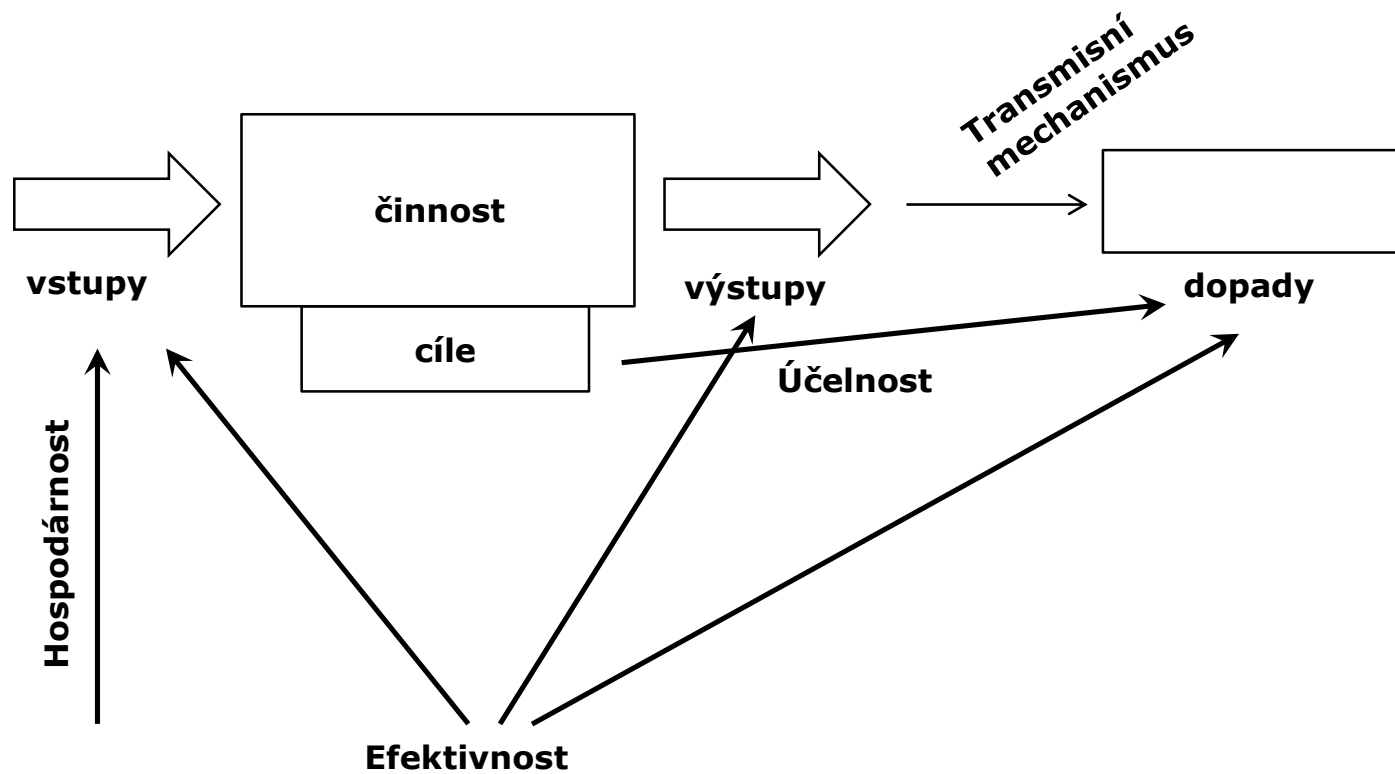 Transmisní
mechanismus
činnost
vstupy
výstupy
dopady
cíle
Účelnost
Hospodárnost
Efektivnost